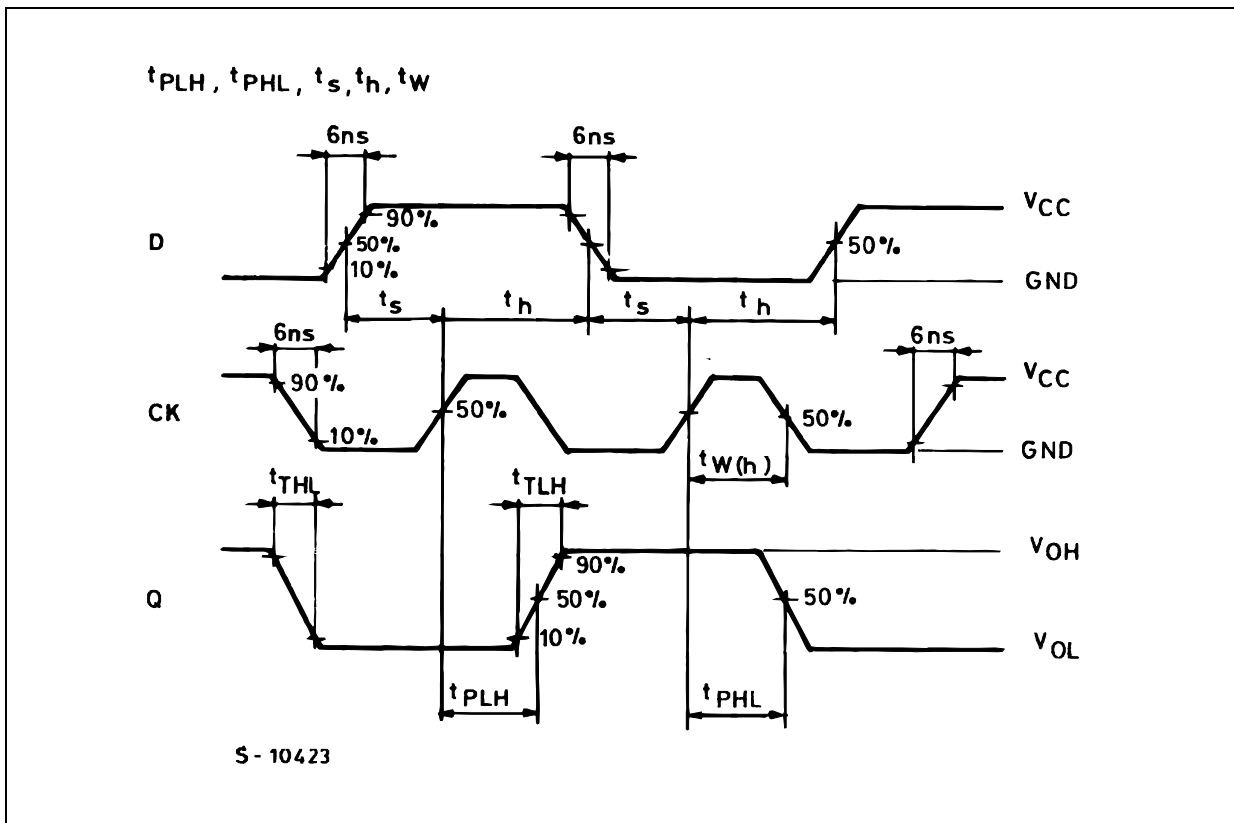 tPLH, tPHL, ts, th, tW
6ns 6ns
D 90% VCC
50% 50%
10% GND
ts th ts th
6ns 6ns
90% VCC
CK 50% 50%
10% GND
tW(h)
tTHL tTLH
VOH
90%
Q 50% 50%
10%
VOL
tPLH tPHL
S-10423